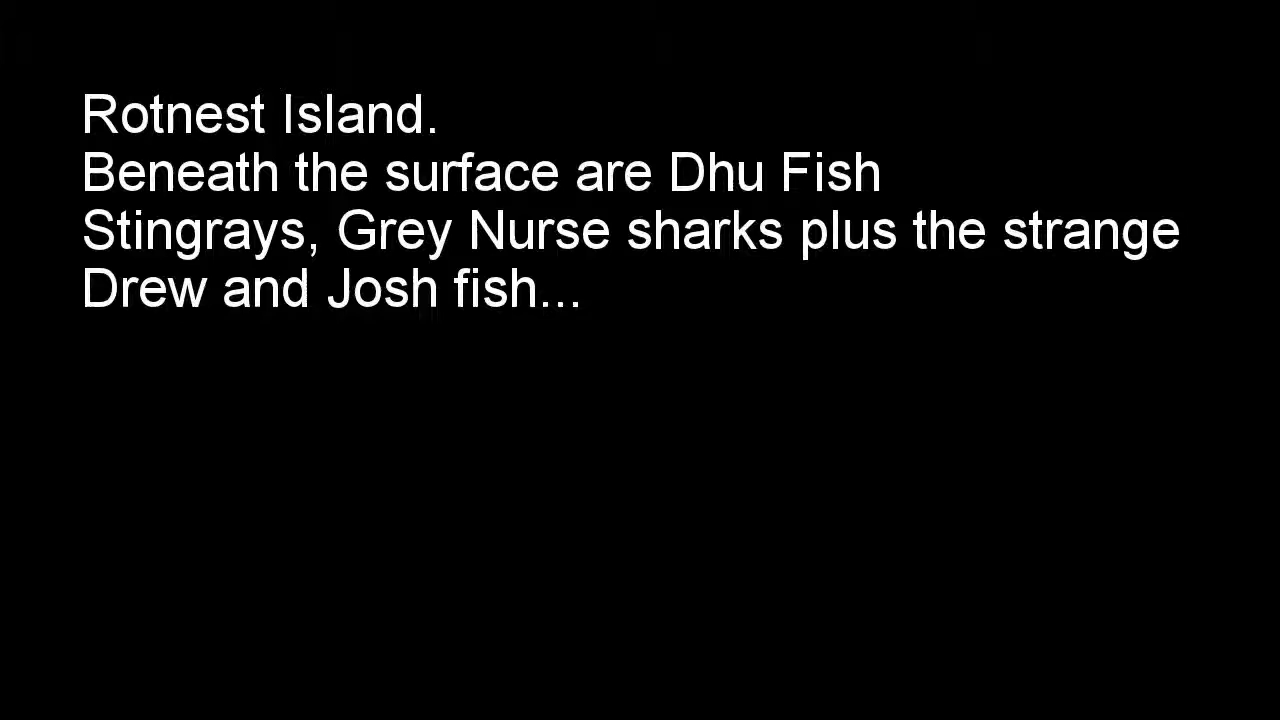 Rotnest Island.
Beneath the surface are Dhu Fish
Stingrays, Grey Nurse sharks plus the strange
Drew and Josh fish...